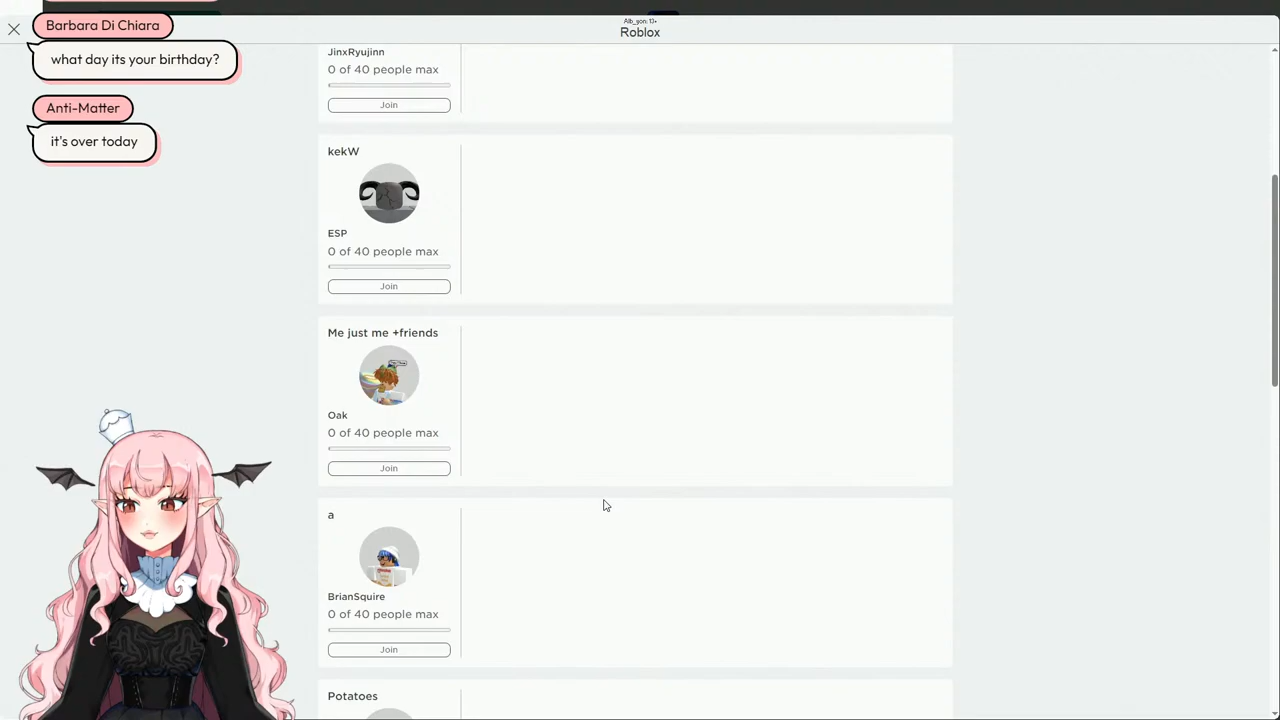 Alb_yon: 13+
Roblox
Barbara Di Chiara
what day its your birthday?
Anti-Matter
it's over today
JinxRyujinn
0 of 40 people max
Join
kekW
ESP
0 of 40 people max
Join
Me just me +friends
Oak
0 of 40 people max
Join
a
BrianSquire
0 of 40 people max
Join
Potatoes